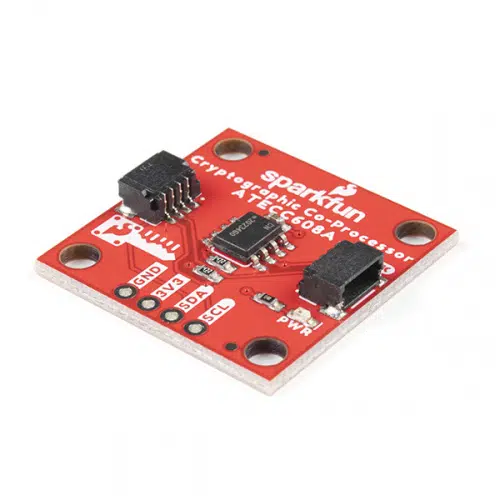 sparkfun
Cryptographic Co-Processor
ATECC608A
GND
3V3
SDA
SCL
PWR